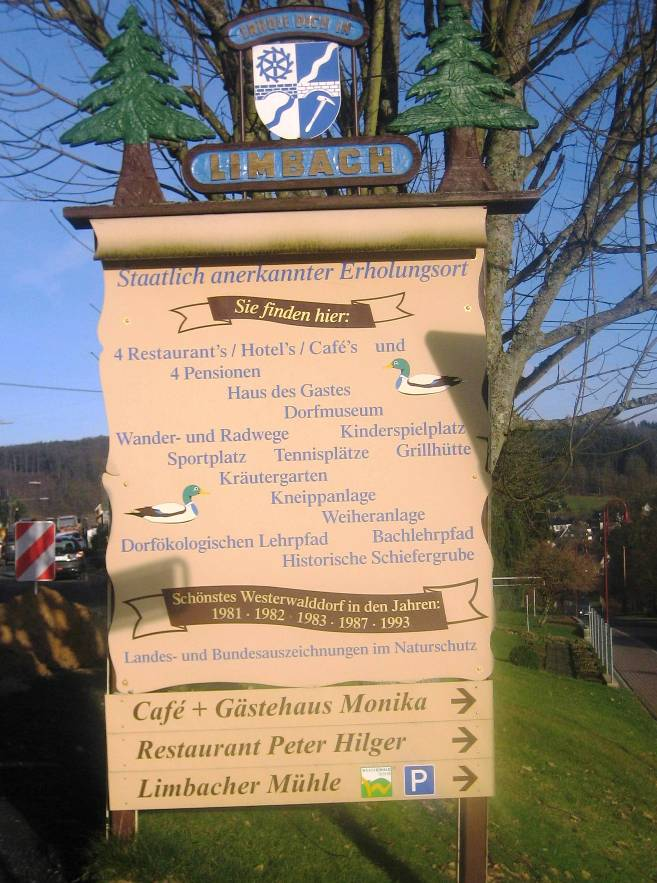 ERHOLE DICH IN
LIMBACH
Staatlich anerkannter Erholungsort
Sie finden hier:
4 Restaurant's / Hotel's / Café's und
4 Pensionen
Haus des Gastes
Dorfmuseum
Wander- und Radwege Kinderspielplatz
Sportplatz Tennisplätze Grillhütte
Kräutergarten
Kneippanlage
Weiheranlage
Dorfökologischen Lehrpfad Bachlehrpfad
Historische Schiefergrube
Schönstes Westerwalddorf in den Jahren:
1981 · 1982 · 1983 · 1987 · 1993
Landes- und Bundesauszeichnungen im Naturschutz
Café + Gästehaus Monika
Restaurant Peter Hilger
Limbacher Mühle P